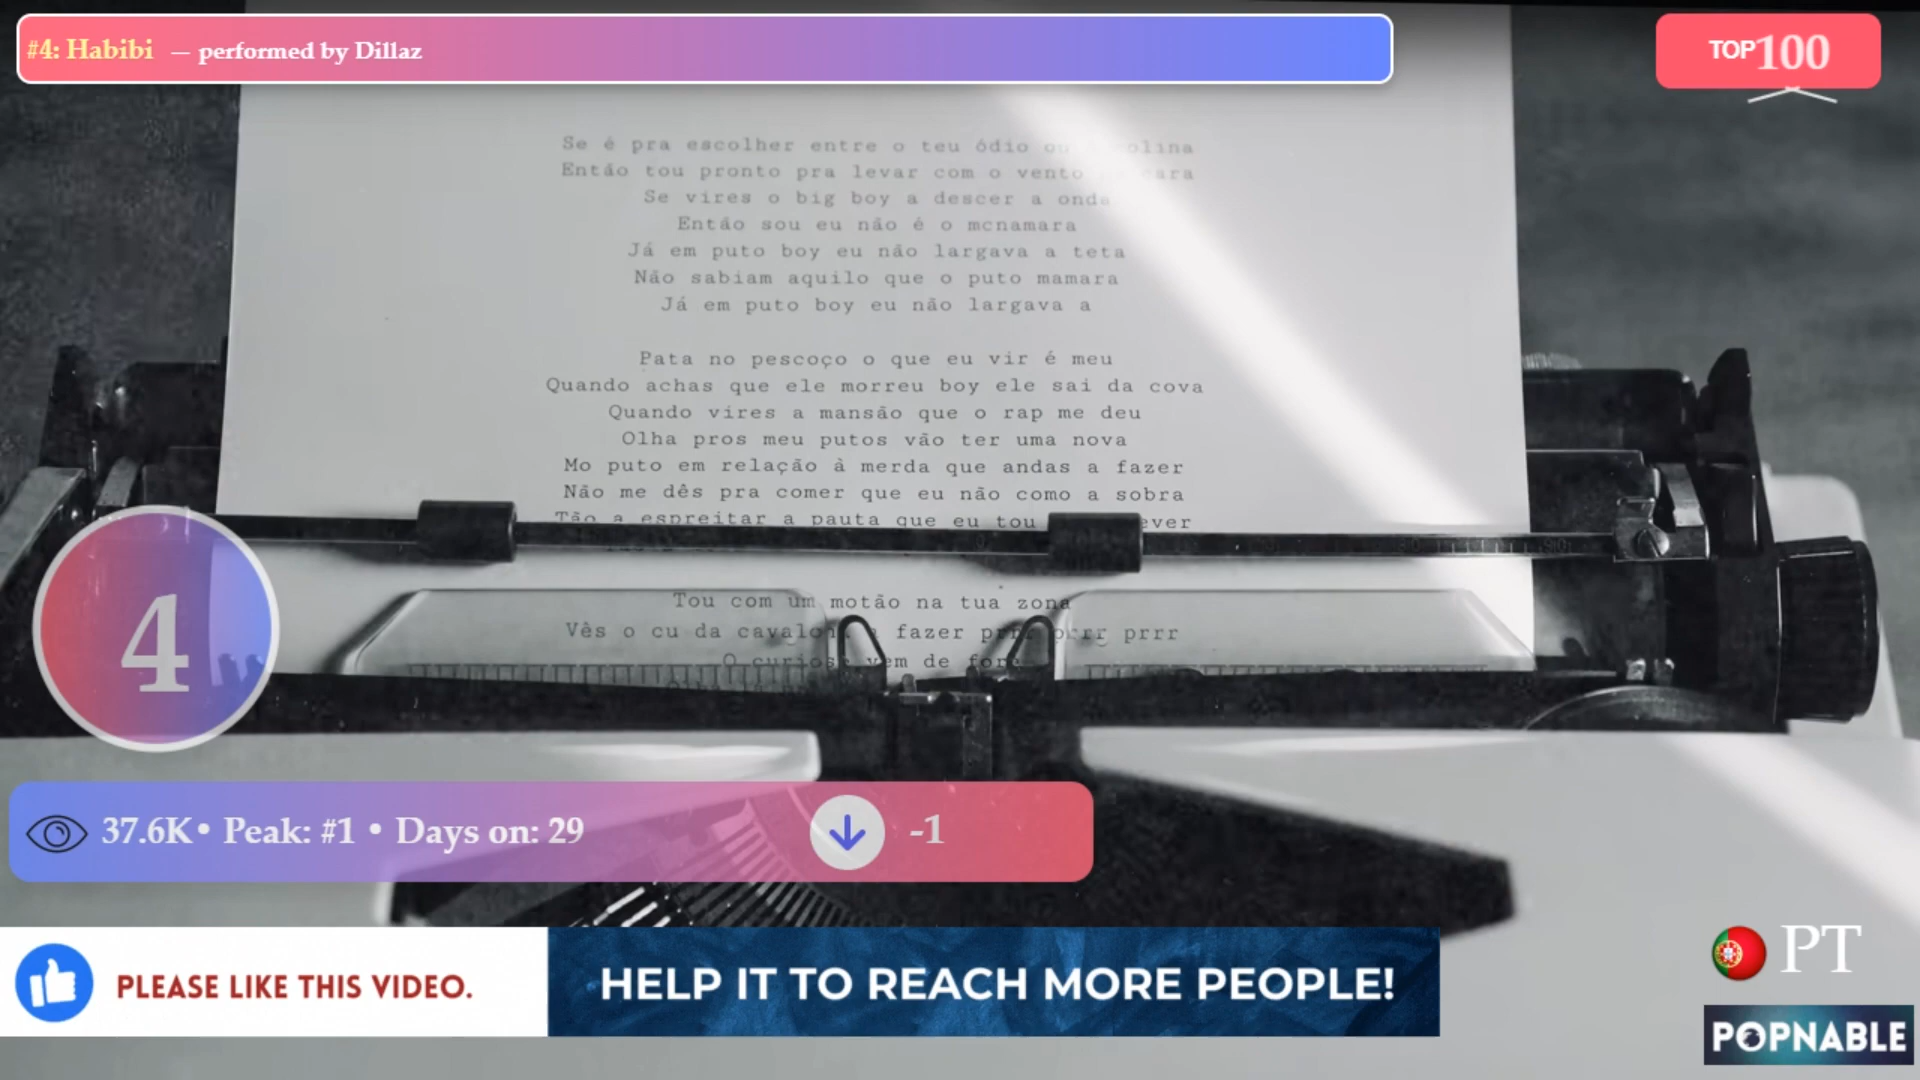 #4: Habibi — performed by Dillaz
TOP100
Se é pra escolher entre o teu ódio
Então tou pronto pra levar com o vento cara
Se vires o big boy a descer a onda
Então sou eu não é o mcnamara
Já em puto boy eu não largava a teta
Não sabiam aquilo que o puto mamara
Já em puto boy eu não largava a
Pata no pescoço o que eu vir é meu
Quando achas que ele morreu boy ele sai da cova
Quando vires a mansão que o rap me deu
Olha pros meu putos vão ter uma nova
Mo puto em relação à merda que andas a fazer
Não me dês pra comer que eu não como a sobra
Tão a espreitar a pauta que eu tou
Tou com um motão na tua zona
Vês o cu da a fazer prrr prrr prrr
O vem de
4
37.6K • Peak: #1 • Days on: 29
-1
PLEASE LIKE THIS VIDEO.
HELP IT TO REACH MORE PEOPLE!
PT
POPNABLE